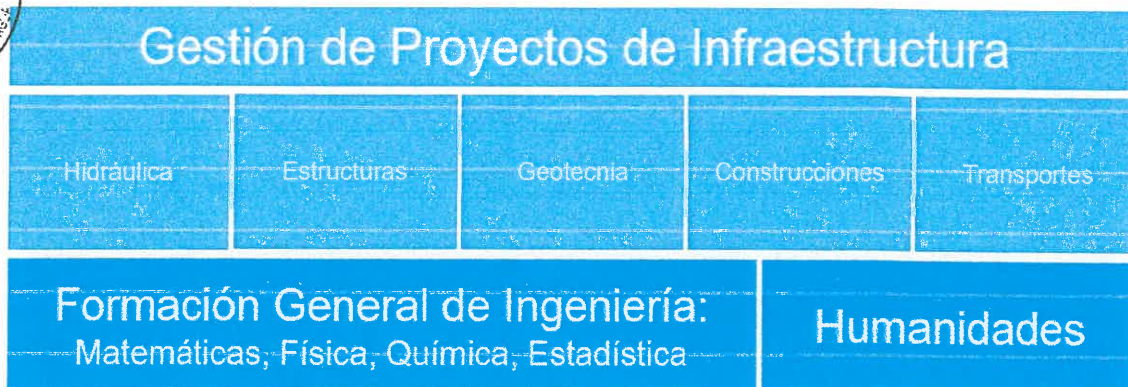 Gestión de Proyectos de Infraestructura
Hidráulica
Estructuras
Geotecnia
Construcciones
Transportes
Formación General de Ingeniería:
Matemáticas, Física, Química, Estadística
Humanidades